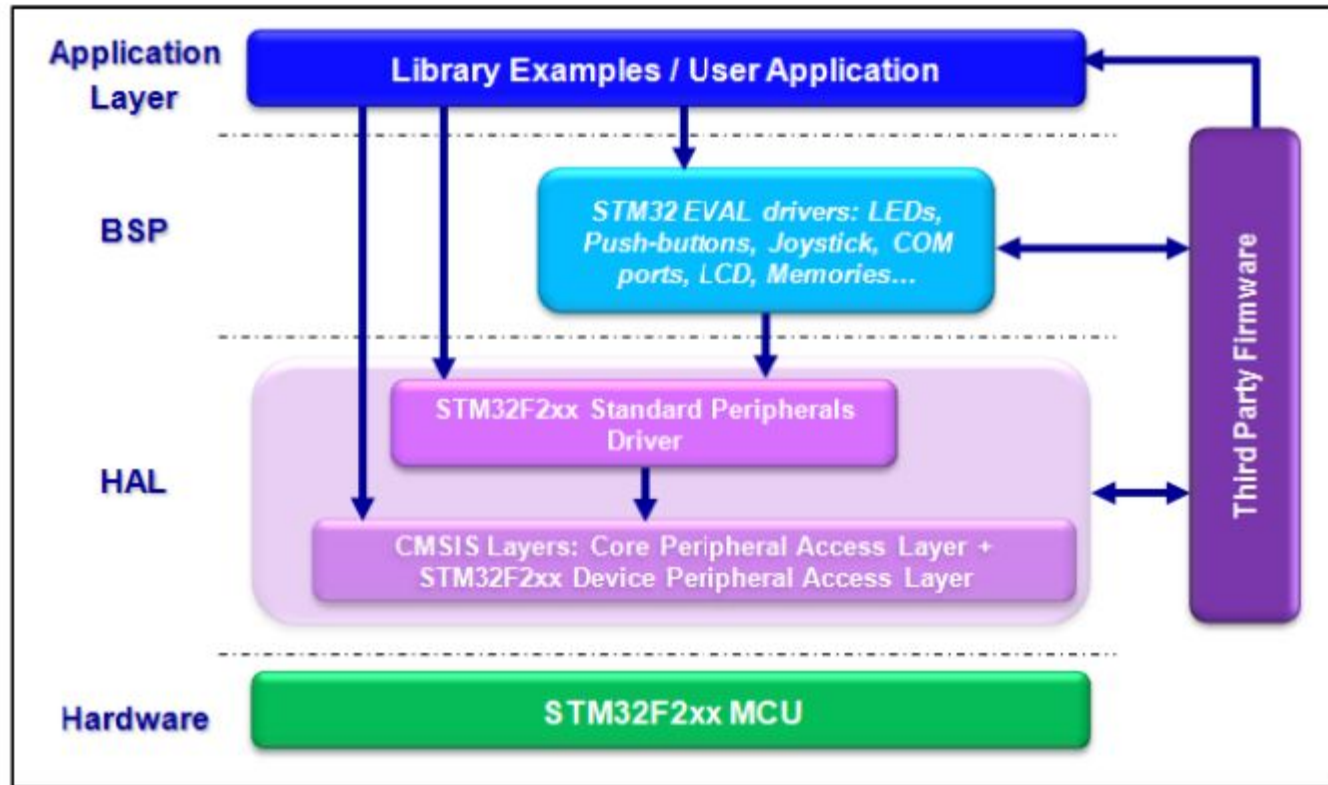 Application
Layer
Library Examples / User Application
BSP
STM32 EVAL drivers: LEDs,
Push-buttons, Joystick, COM
ports, LCD, Memories...
Third Party Firmware
HAL
STM32F2xx Standard Peripherals
Driver
CMSIS Layers: Core Peripheral Access Layer +
STM32F2xx Device Peripheral Access Layer
Hardware
STM32F2xx MCU